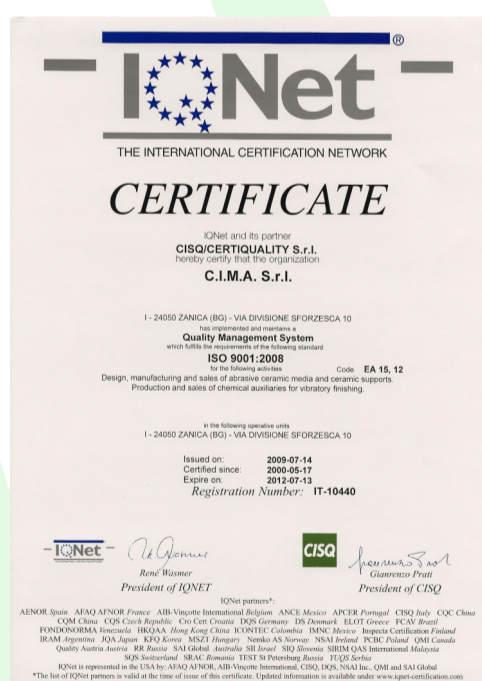 IQNet ®
THE INTERNATIONAL CERTIFICATION NETWORK
CERTIFICATE
IQNet and its partner
CISQ/CERTIQUALITY S.r.l.
hereby certify that the organization
C.I.M.A. S.r.l.
I - 24050 ZANICA (BG) - VIA DIVISIONE SFORZESCA 10
has implemented and maintains a
Quality Management System
which fulfills the requirements of the following standard
ISO 9001:2008
for the following activities Code EA 15, 12
Design, manufacturing and sales of abrasive ceramic media and ceramic supports.
Production and sales of chemical auxiliaries for vibratory finishing.
in the following operative units
I - 24050 ZANICA (BG) - VIA DIVISIONE SFORZESCA 10
Issued on: 2009-07-14
Certified since: 2000-05-17
Expire on: 2012-07-13
Registration Number: IT-10440
IQNet
CISQ
René Wasmer
President of IQNET
Gianrenzo Prati
President of CISQ
IQNet partners*:
AENOR Spain AFAQ AFNOR France AIB-Vinçotte International Belgium ANCE Mexico APCER Portugal CISQ Italy CQC China
CQM China CQS Czech Republic Cro Cert Croatia DQS Germany DS Denmark ELOT Greece FCAV Brazil
FONDONORMA Venezuela HKQAA Hong Kong China ICONTEC Colombia IMNC Mexico Inspecta Certification Finland
IRAM Argentina JQA Japan KFQ Korea MSZT Hungary Nemko AS Norway NSAI Ireland PCBC Poland QMI Canada
Quality Austria Austria RR Russia SAI Global Australia SII Israel SIQ Slovenia SIRIM QAS International Malaysia
SQS Switzerland SRAC Romania TEST St Petersburg Russia YUQS Serbia
IQNet is represented in the USA by: AFAQ AFNOR, AIB-Vinçotte International, CISQ, DQS, NSAI Inc., QMI and SAI Global
*The list of IQNet partners is valid at the time of issue of this certificate. Updated information is available under www.iqnet-certification.com